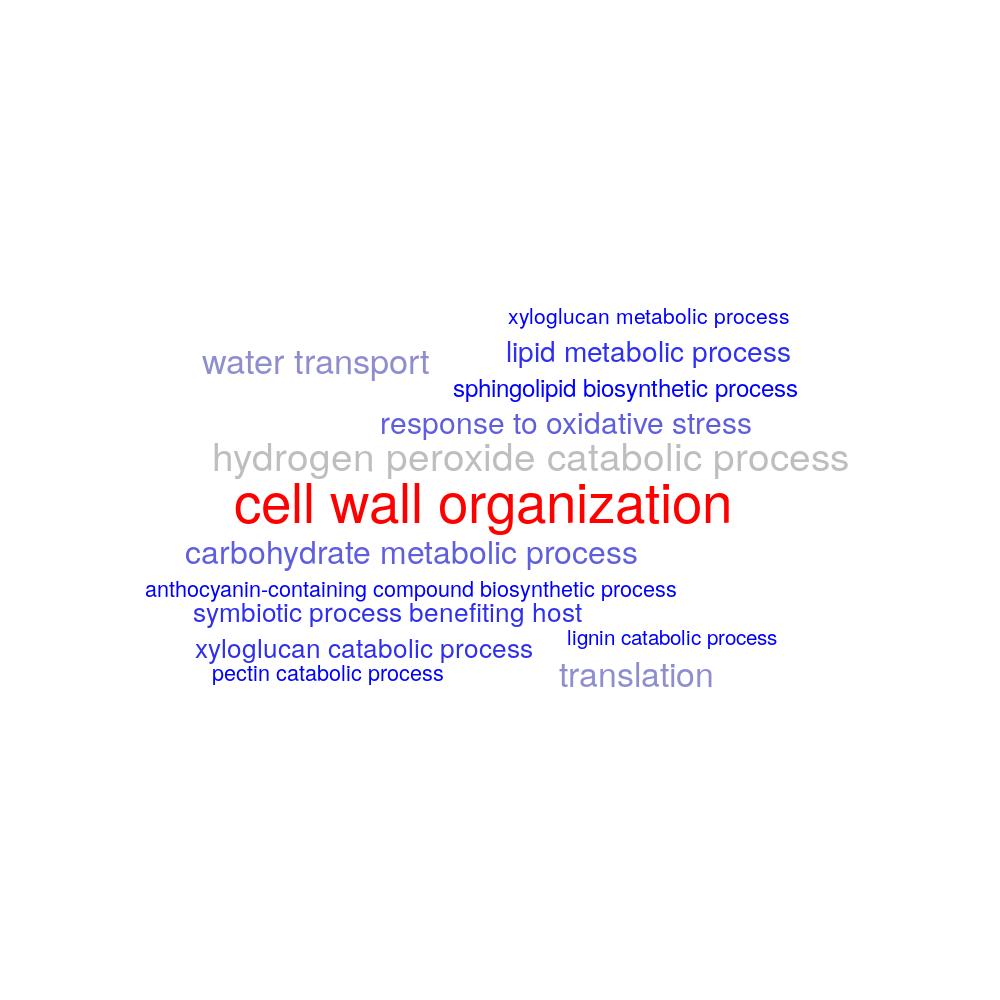 xyloglucan metabolic process
water transport
lipid metabolic process
sphingolipid biosynthetic process
response to oxidative stress
hydrogen peroxide catabolic process
cell wall organization
carbohydrate metabolic process
anthocyanin-containing compound biosynthetic process
symbiotic process benefiting host
lignin catabolic process
xyloglucan catabolic process
pectin catabolic process
translation